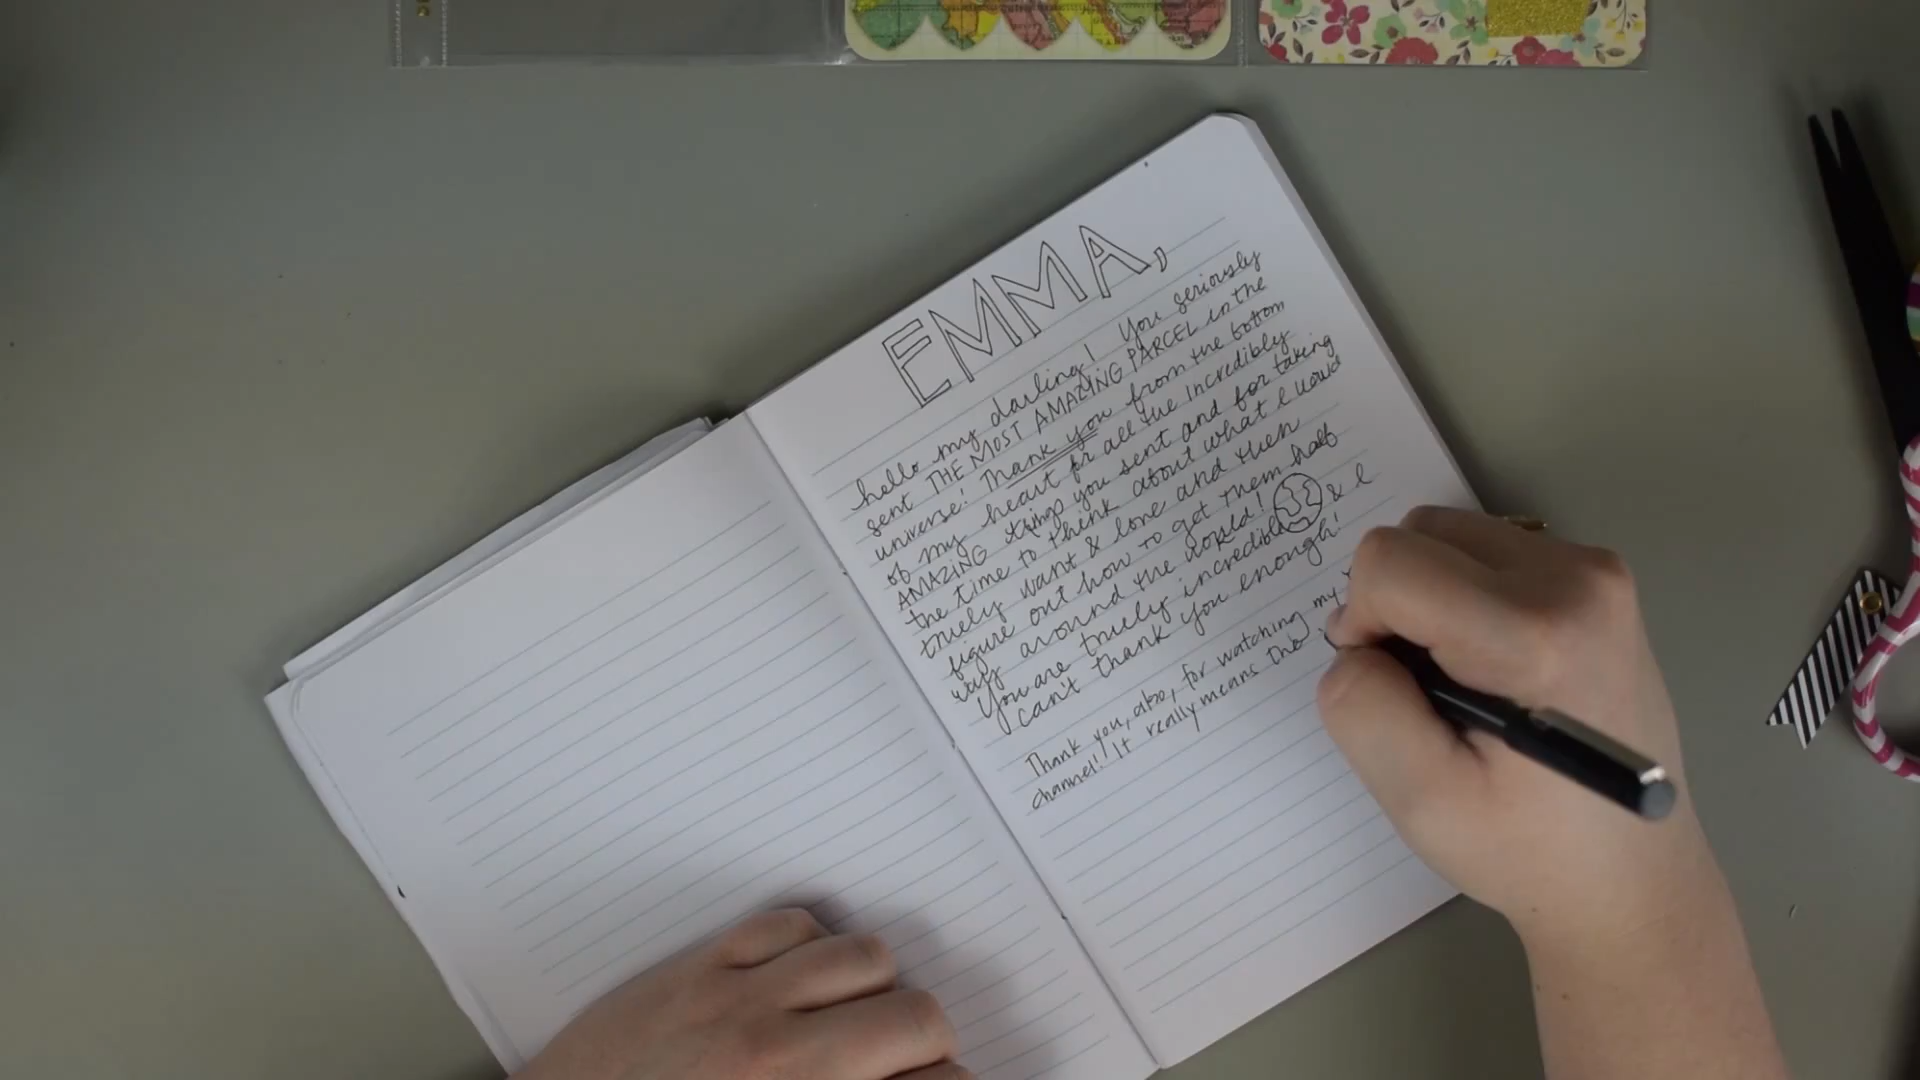 EMMA,
hello my darling! You seriously
sent THE MOST AMAZING PARCEL in the
universe! Thank you from the bottom
of my heart for all the incredibly
AMAZING things you sent and for taking
the time to think about what I would
truely want & love and then
figure out how to get them half
way around the world!
You are truely incredible & I
can't thank you enough!
Thank you, also, for watching my
channel! It really means the